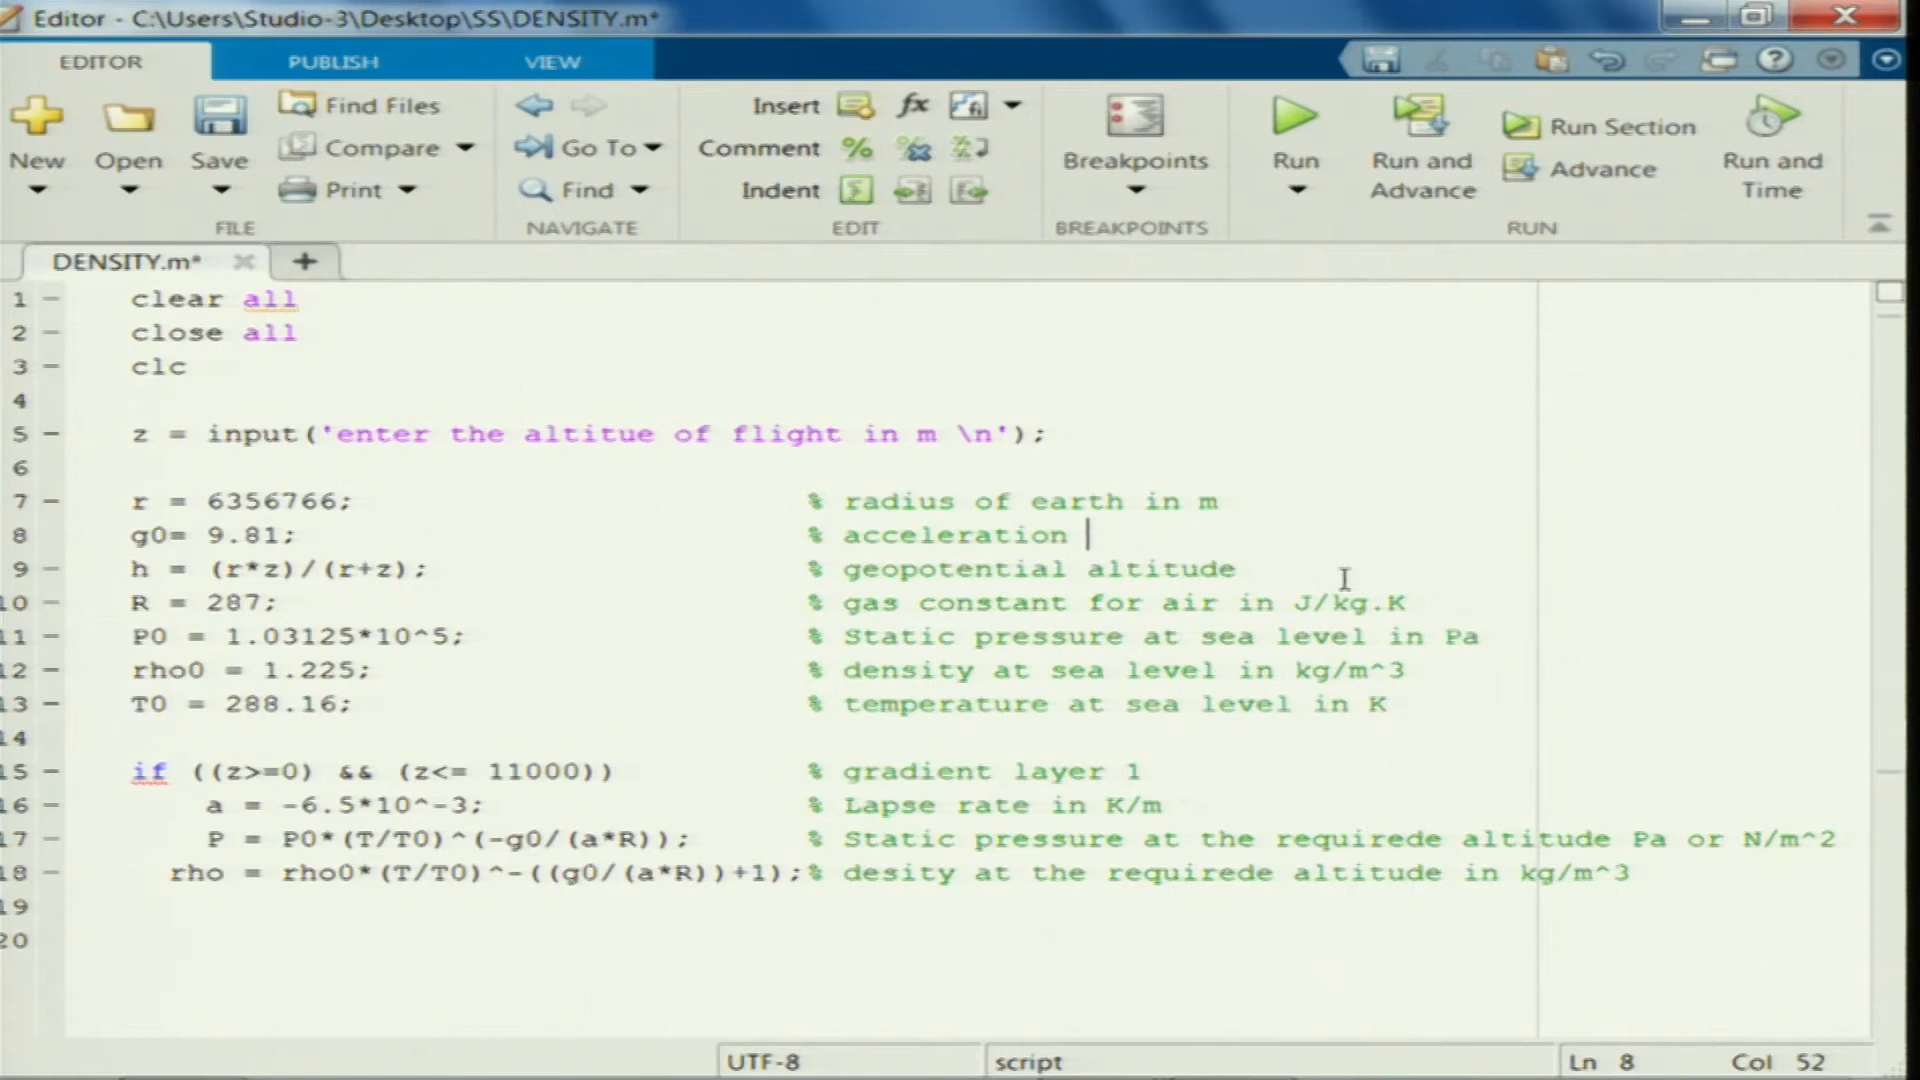 Editor - C:\Users\Studio-3\Desktop\SS\DENSITY.m*
EDITOR PUBLISH VIEW
New Open Save Find Files Compare Print
FILE
Go To Find
NAVIGATE
Insert fx
Comment
Indent
EDIT
Breakpoints
BREAKPOINTS
Run Run and Advance Run Section Advance Run and Time
RUN
DENSITY.m*
1 clear all
2 close all
3 clc
4
5 z = input('enter the altitue of flight in m \n');
6
7 r = 6356766; % radius of earth in m
8 g0= 9.81; % acceleration
9 h = (r*z)/(r+z); % geopotential altitude
10 R = 287; % gas constant for air in J/kg.K
11 P0 = 1.03125*10^5; % Static pressure at sea level in Pa
12 rho0 = 1.225; % density at sea level in kg/m^3
13 T0 = 288.16; % temperature at sea level in K
14
15 if ((z>=0) && (z<= 11000)) % gradient layer 1
16 a = -6.5*10^-3; % Lapse rate in K/m
17 P = P0*(T/T0)^(-g0/(a*R)); % Static pressure at the requirede altitude Pa or N/m^2
18 rho = rho0*(T/T0)^-((g0/(a*R))+1);% desity at the requirede altitude in kg/m^3
19
20
UTF-8 script Ln 8 Col 52